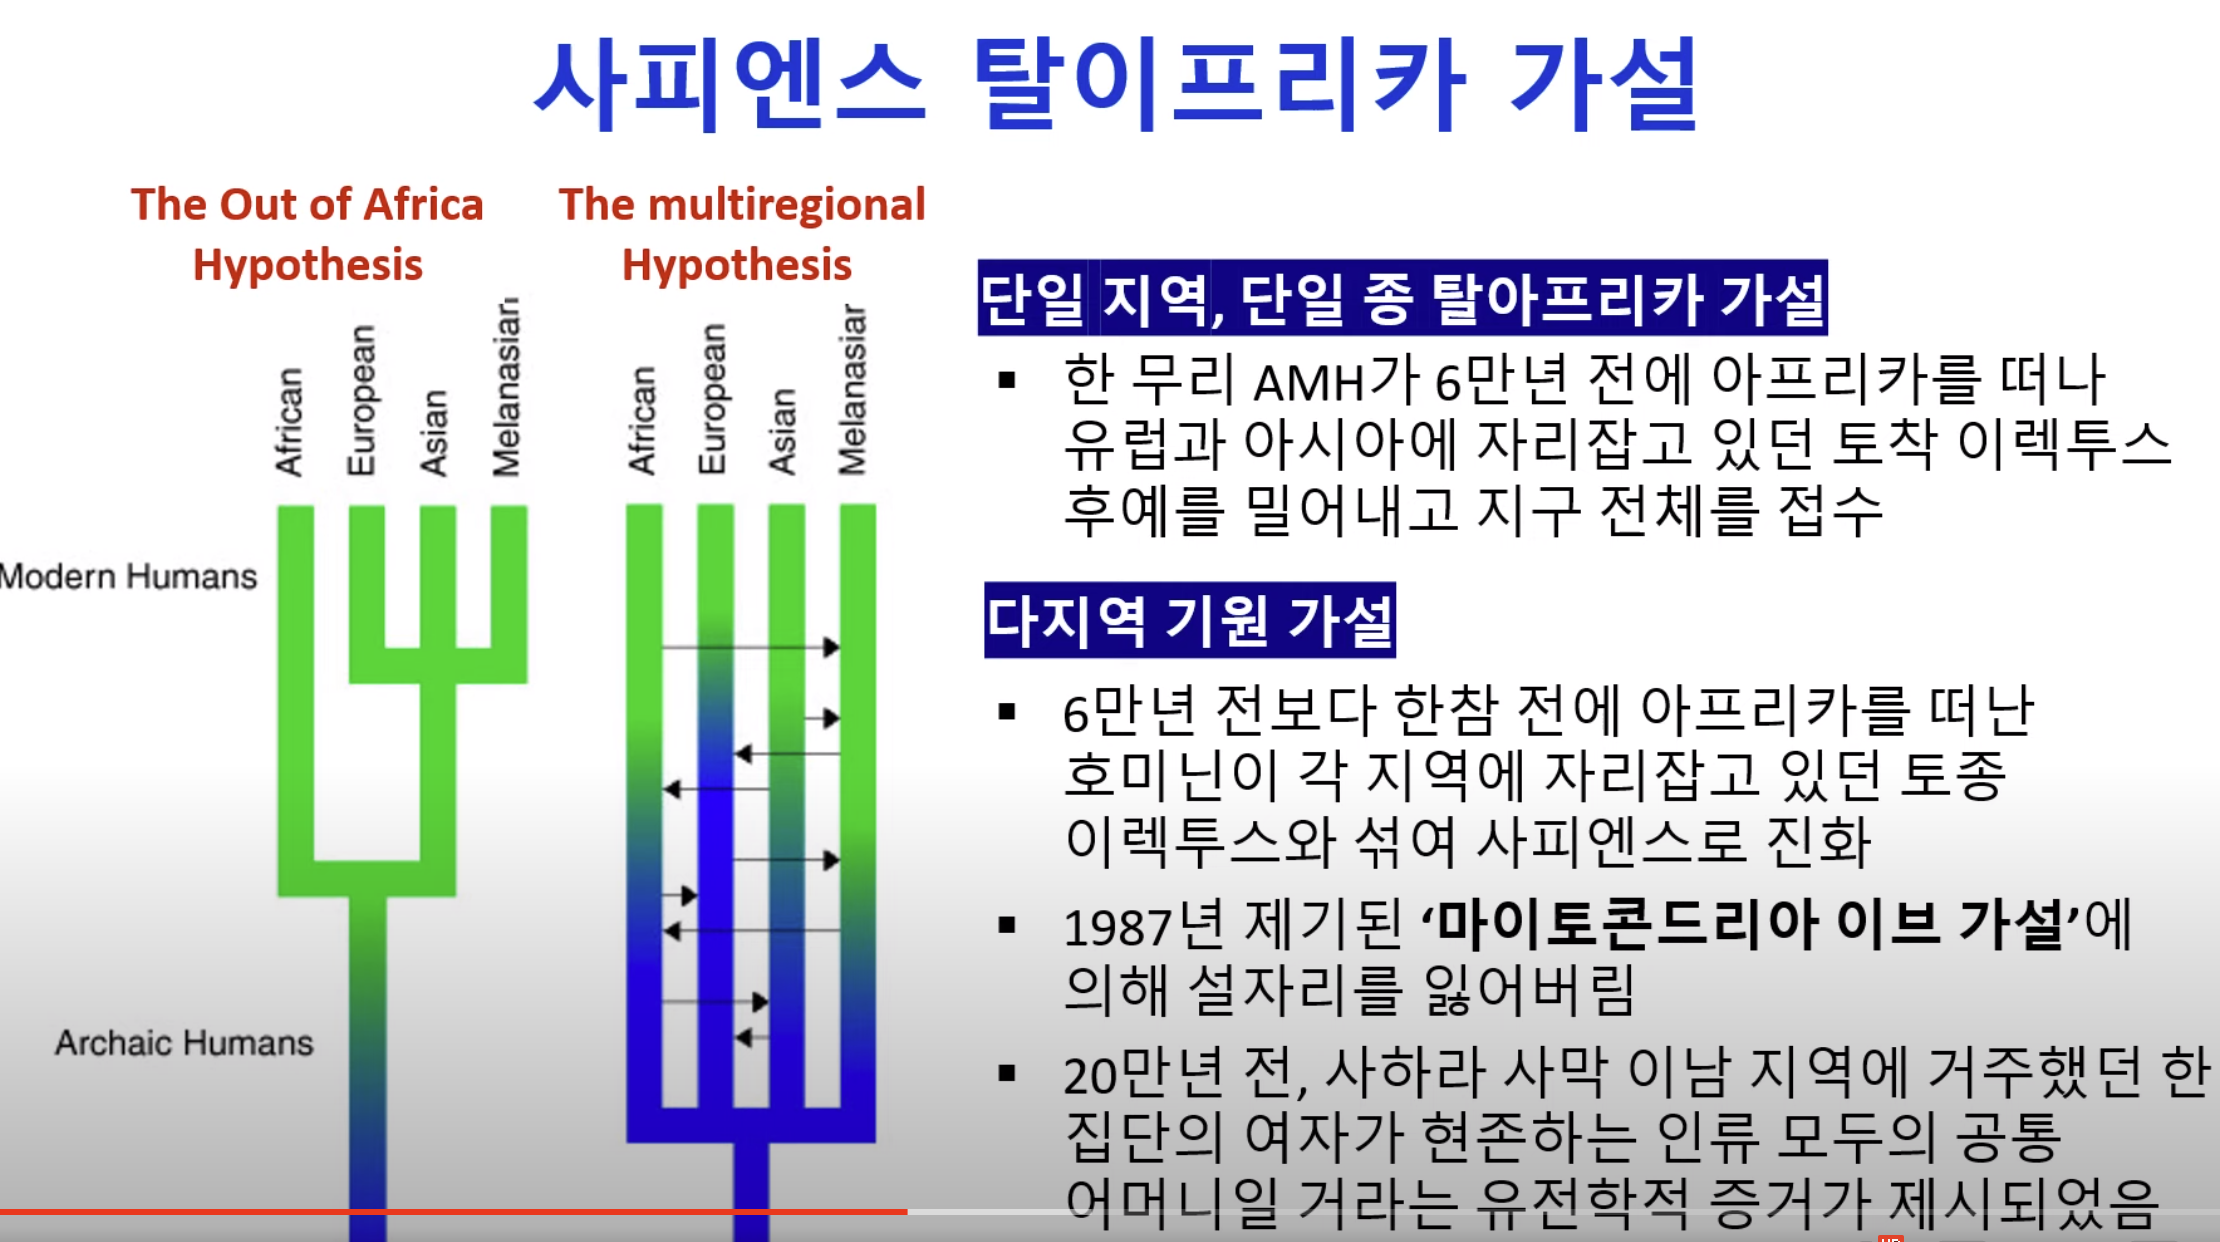 사피엔스 탈이프리카 가설
The Out of Africa
Hypothesis
The multiregional
Hypothesis
African
European
Asian
Melanasian
African
European
Asian
Melanasiar
Modern Humans
Archaic Humans
단일 지역, 단일 종 탈아프리카 가설
▪ 한 무리 AMH가 6만년 전에 아프리카를 떠나
유럽과 아시아에 자리잡고 있던 토착 이렉투스
후예를 밀어내고 지구 전체를 접수
다지역 기원 가설
▪ 6만년 전보다 한참 전에 아프리카를 떠난
호미닌이 각 지역에 자리잡고 있던 토종
이렉투스와 섞여 사피엔스로 진화
▪ 1987년 제기된 ‘마이토콘드리아 이브 가설’에
의해 설자리를 잃어버림
▪ 20만년 전, 사하라 사막 이남 지역에 거주했던 한
집단의 여자가 현존하는 인류 모두의 공통
어머니일 거라는 유전학적 증거가 제시되었음